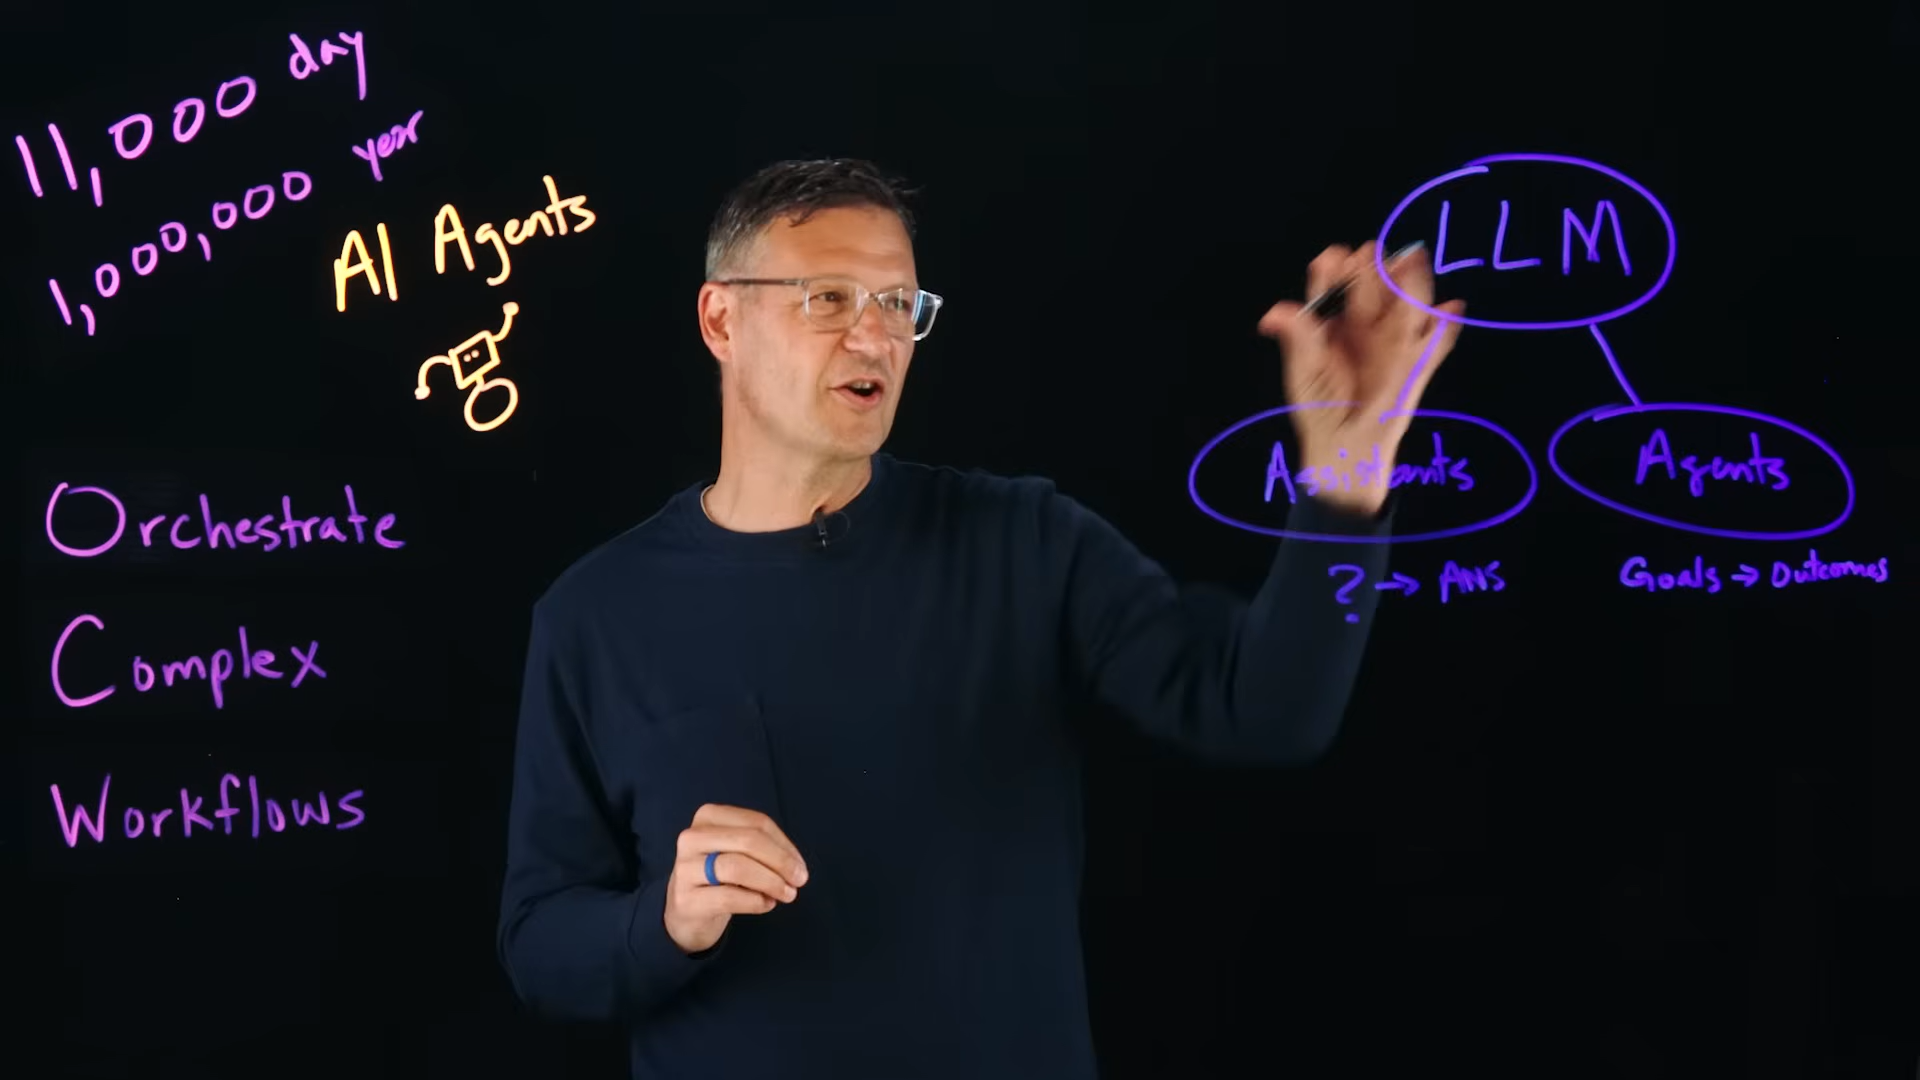 11,000 day
1,000,000 year
AI Agents
Orchestrate
Complex
Workflows
LLM
Assistants
Agents
? → ANS
Goals → Outcomes